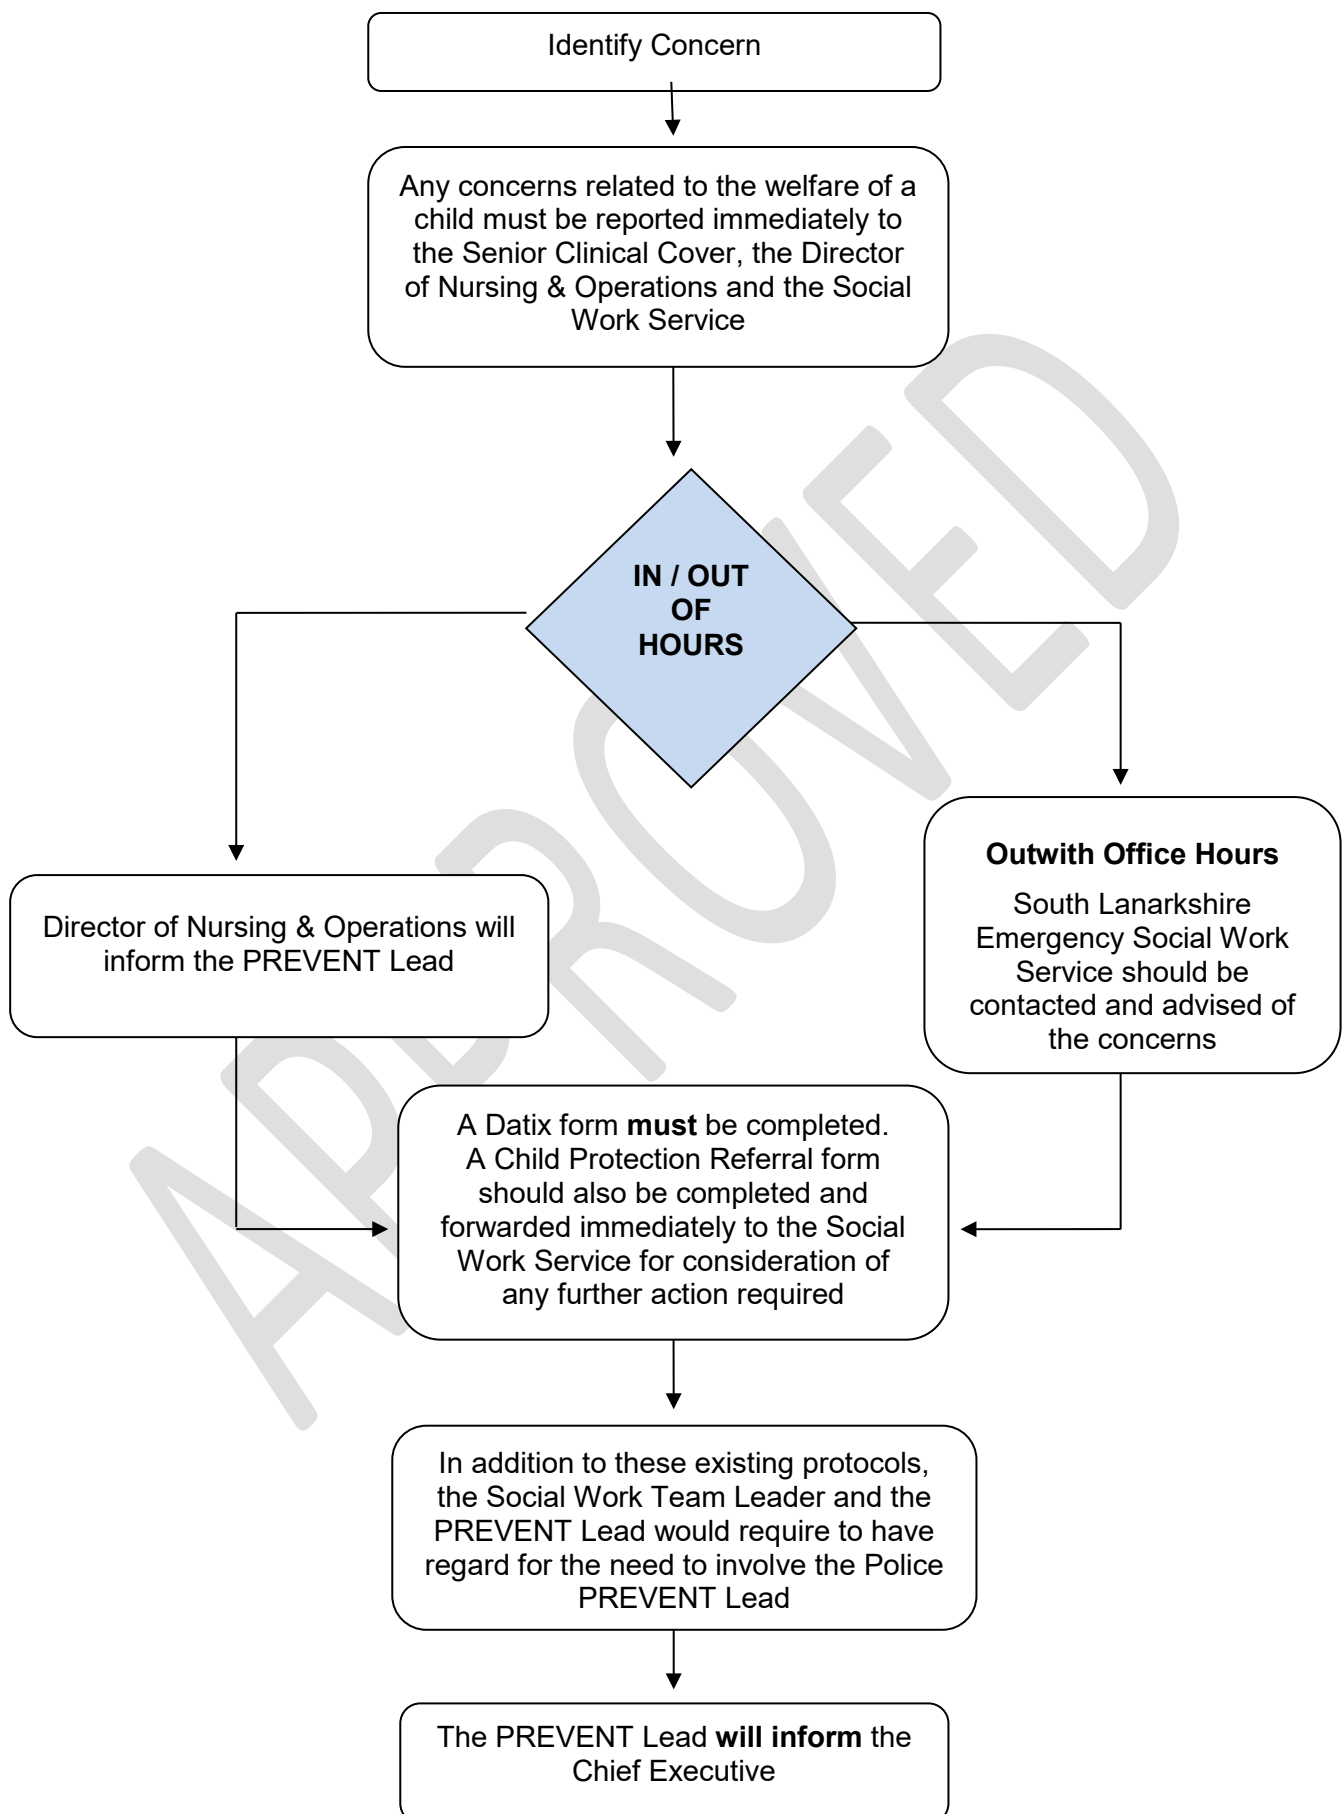 Identify Concern
Any concerns related to the welfare of a
child must be reported immediately to
the Senior Clinical Cover, the Director
of Nursing & Operations and the Social
Work Service
IN / OUT
OF
HOURS
Director of Nursing & Operations will
inform the PREVENT Lead
Outwith Office Hours
South Lanarkshire
Emergency Social Work
Service should be
contacted and advised of
the concerns
A Datix form must be completed.
A Child Protection Referral form
should also be completed and
forwarded immediately to the Social
Work Service for consideration of
any further action required
In addition to these existing protocols,
the Social Work Team Leader and the
PREVENT Lead would require to have
regard for the need to involve the Police
PREVENT Lead
The PREVENT Lead will inform the
Chief Executive
APPROVED